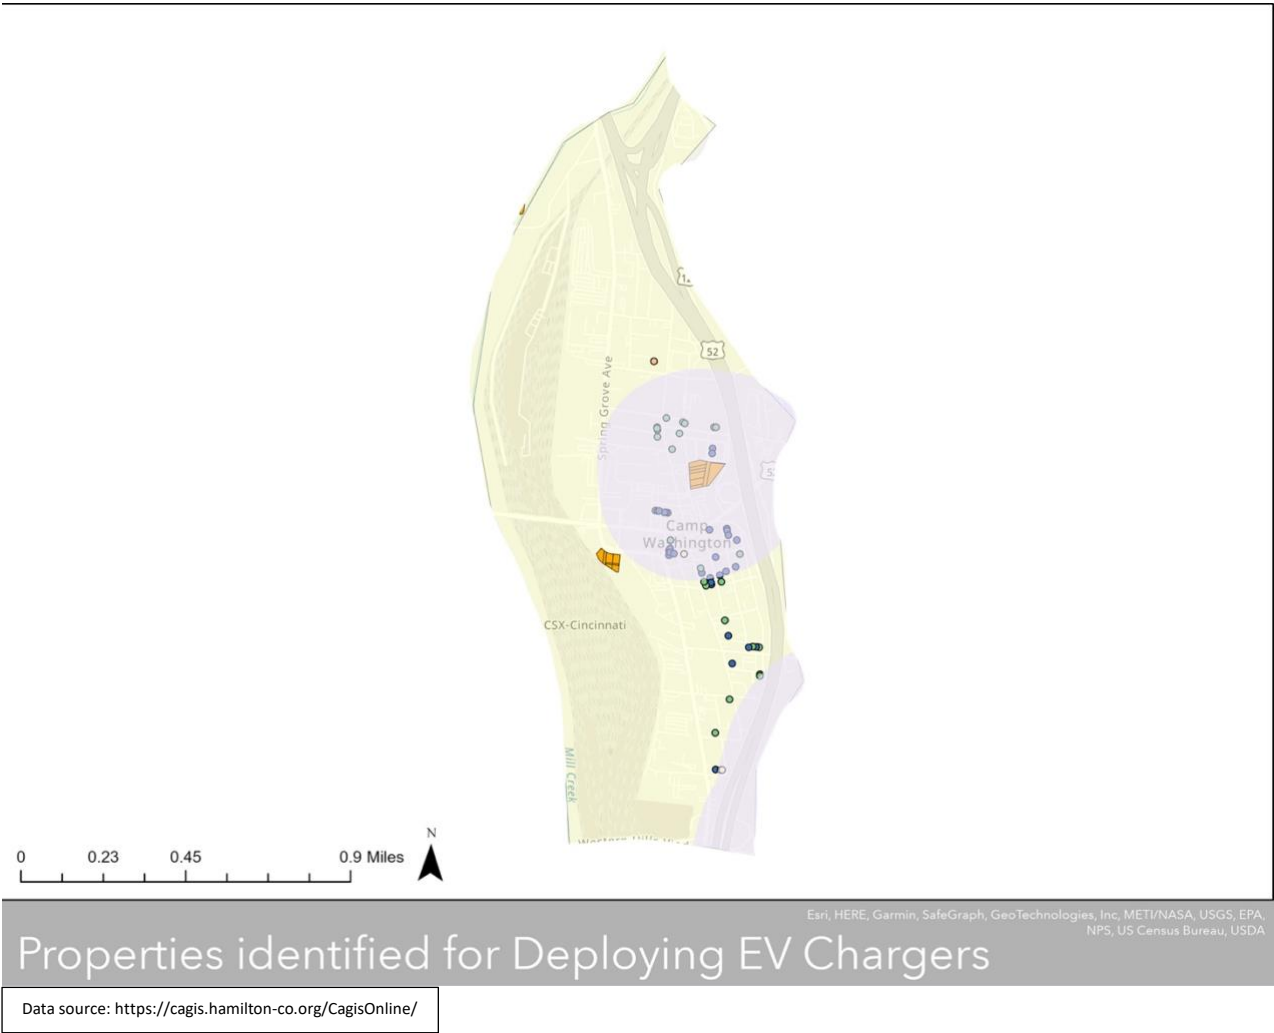 52
Spring Grove Ave
Camp
Washington
CSX-Cincinnati
Mill Creek
N
0 0.23 0.45 0.9 Miles
Esri, HERE, Garmin, SafeGraph, GeoTechnologies, Inc, METI/NASA, USGS, EPA,
NPS, US Census Bureau, USDA
Properties identified for Deploying EV Chargers
Data source: https://cagis.hamilton-co.org/CagisOnline/